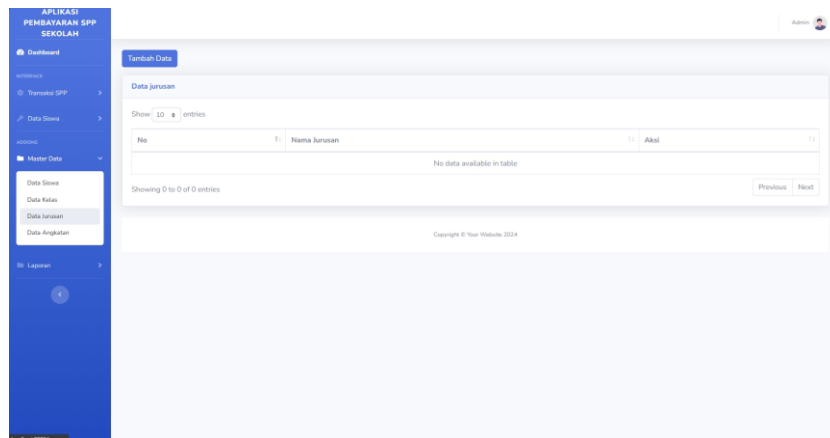 APLIKASI
PEMBAYARAN SPP
SEKOLAH
Dashboard
INTERFACE
Transaksi SPP
Data Siswa
ADDONS
Master Data
Data Siswa
Data Kelas
Data Jurusan
Data Angkatan
Laporan
Admin
Tambah Data
Data jurusan
Show 10 entries
No Nama Jurusan Aksi
No data available in table
Showing 0 to 0 of 0 entries
Previous Next
Copyright © Your Website 2024